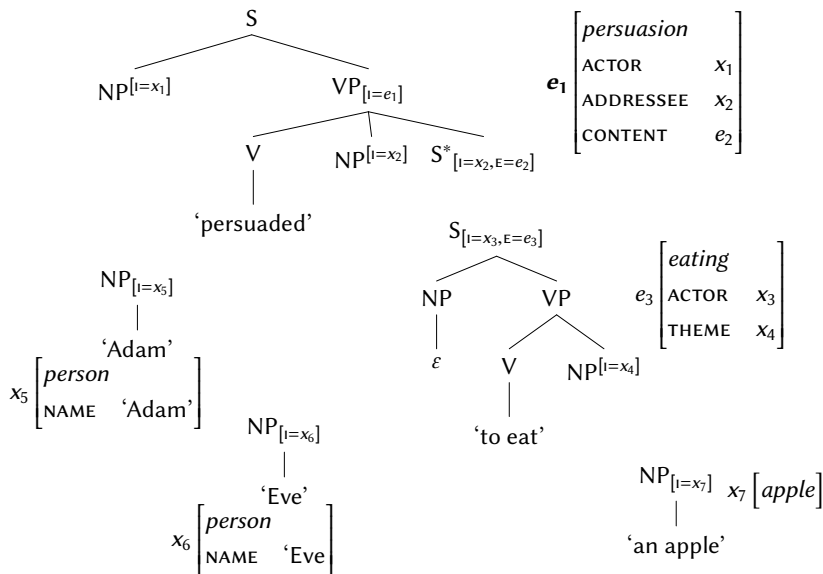 S
NP[I=x1] VP[I=e1]
V NP[I=x2] S*[I=x2,E=e2]
‘persuaded’
e1 [persuasion
ACTOR x1
ADDRESSEE x2
CONTENT e2]
S[I=x3,E=e3]
NP VP
ε V NP[I=x4]
‘to eat’
e3 [eating
ACTOR x3
THEME x4]
NP[I=x5]
‘Adam’
x5 [person
NAME ‘Adam’]
NP[I=x6]
‘Eve’
x6 [person
NAME ‘Eve]
NP[I=x7] x7 [apple]
‘an apple’